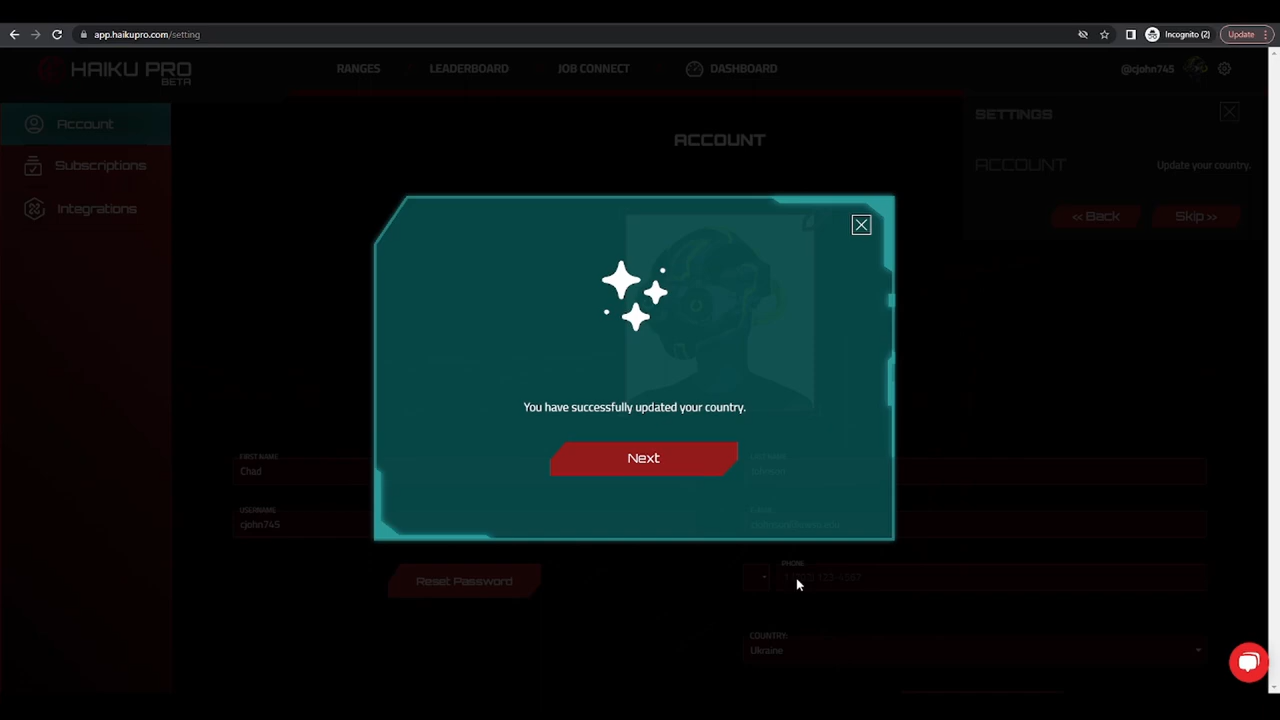 app.haikupro.com/setting
Incognito (2)
Update
HAIKU PRO
BETA
RANGES
LEADERBOARD
JOB CONNECT
DASHBOARD
@cjohn745
Account
Subscriptions
Integrations
ACCOUNT
SETTINGS
ACCOUNT
Update your country.
<< Back
Skip >>
You have successfully updated your country.
Next
FIRST NAME
Chad
LAST NAME
USERNAME
cjohn745
Reset Password
PHONE
COUNTRY:
Ukraine